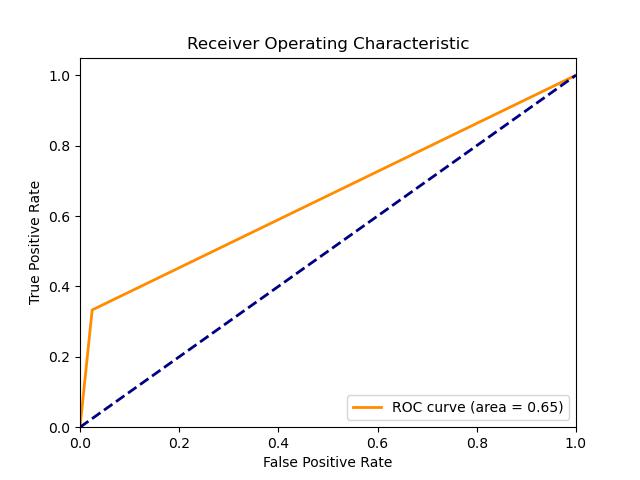 Receiver Operating Characteristic
True Positive Rate
1.0
0.8
0.6
0.4
0.2
0.0
ROC curve (area = 0.65)
0.0 0.2 0.4 0.6 0.8 1.0
False Positive Rate